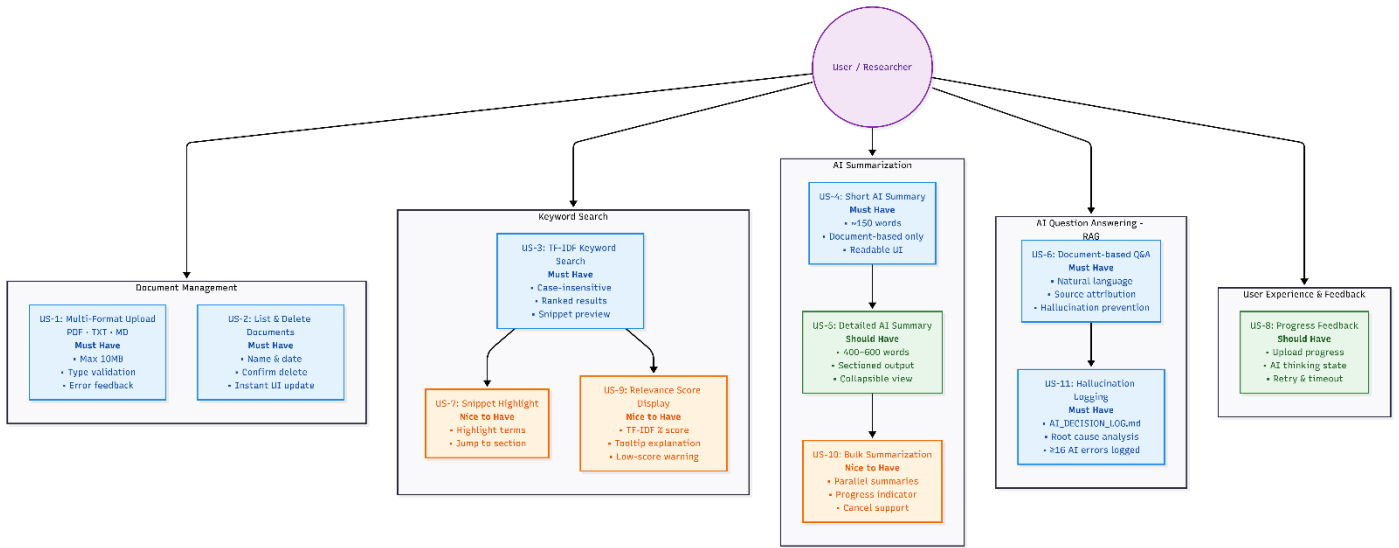 User / Researcher
Document Management
US-1: Multi-Format Upload
PDF · TXT · MD
Must Have
• Max 10MB
• Type validation
• Error feedback
US-2: List & Delete
Documents
Must Have
• Name & date
• Confirm delete
• Instant UI update
Keyword Search
US-3: TF-IDF Keyword
Search
Must Have
• Case-insensitive
• Ranked results
• Snippet preview
US-7: Snippet Highlight
Nice to Have
• Highlight terms
• Jump to section
US-9: Relevance Score
Display
Nice to Have
• TF-IDF % score
• Tooltip explanation
• Low-score warning
AI Summarization
US-4: Short AI Summary
Must Have
• ~150 words
• Document-based only
• Readable UI
US-5: Detailed AI Summary
Should Have
• 400–600 words
• Sectioned output
• Collapsible view
US-10: Bulk Summarization
Nice to Have
• Parallel summaries
• Progress indicator
• Cancel support
AI Question Answering -
RAG
US-6: Document-based Q&A
Must Have
• Natural language
• Source attribution
• Hallucination prevention
US-11: Hallucination
Logging
Must Have
• AI_DECISION_LOG.md
• Root cause analysis
• ≥16 AI errors logged
User Experience & Feedback
US-8: Progress Feedback
Should Have
• Upload progress
• AI thinking state
• Retry & timeout